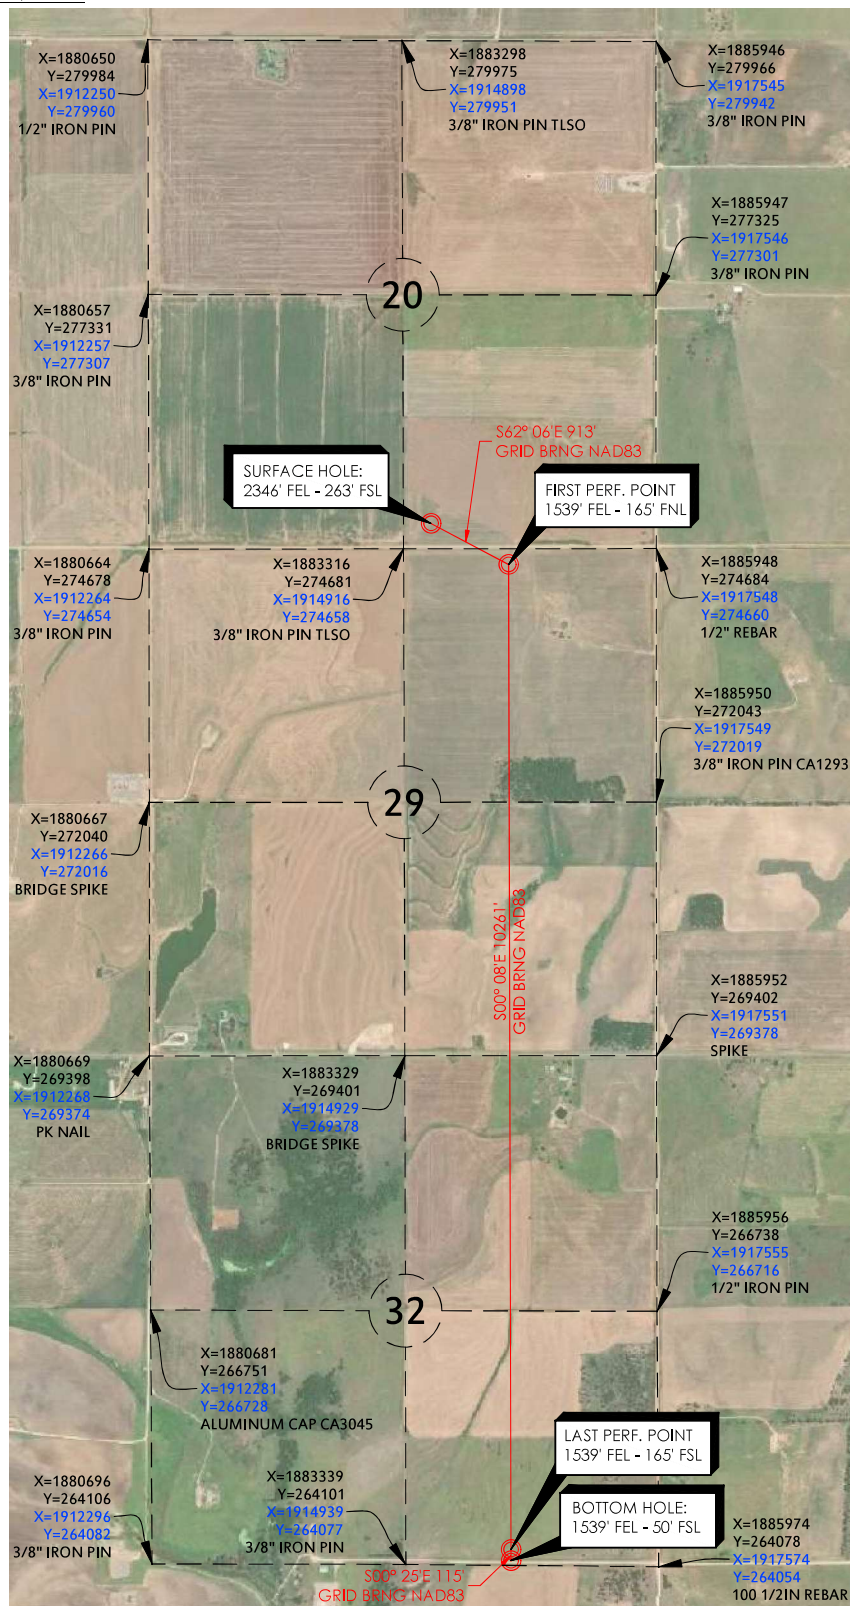 X=1880650
Y=279984
X=1912250
Y=279960
1/2" IRON PIN
X=1883298
Y=279975
X=1914898
Y=279951
3/8" IRON PIN TLSO
X=1885946
Y=279966
X=1917545
Y=279942
3/8" IRON PIN
X=1885947
Y=277325
X=1917546
Y=277301
3/8" IRON PIN
20
X=1880657
Y=277331
X=1912257
Y=277307
3/8" IRON PIN
S62° 06'E 913'
GRID BRNG NAD83
SURFACE HOLE:
2346' FEL - 263' FSL
FIRST PERF. POINT
1539' FEL - 165' FNL
X=1880664
Y=274678
X=1912264
Y=274654
3/8" IRON PIN
X=1883316
Y=274681
X=1914916
Y=274658
3/8" IRON PIN TLSO
X=1885948
Y=274684
X=1917548
Y=274660
1/2" REBAR
X=1885950
Y=272043
X=1917549
Y=272019
3/8" IRON PIN CA1293
29
X=1880667
Y=272040
X=1912266
Y=272016
BRIDGE SPIKE
S00° 08'E 10261'
GRID BRNG NAD83
X=1885952
Y=269402
X=1917551
Y=269378
SPIKE
X=1880669
Y=269398
X=1912268
Y=269374
PK NAIL
X=1883329
Y=269401
X=1914929
Y=269378
BRIDGE SPIKE
X=1885956
Y=266738
X=1917555
Y=266716
1/2" IRON PIN
32
X=1880681
Y=266751
X=1912281
Y=266728
ALUMINUM CAP CA3045
LAST PERF. POINT
1539' FEL - 165' FSL
X=1880696
Y=264106
X=1912296
Y=264082
3/8" IRON PIN
X=1883339
Y=264101
X=1914939
Y=264077
3/8" IRON PIN
BOTTOM HOLE:
1539' FEL - 50' FSL
X=1885974
Y=264078
X=1917574
Y=264054
100 1/2IN REBAR
S00° 25'E 115'
GRID BRNG NAD83